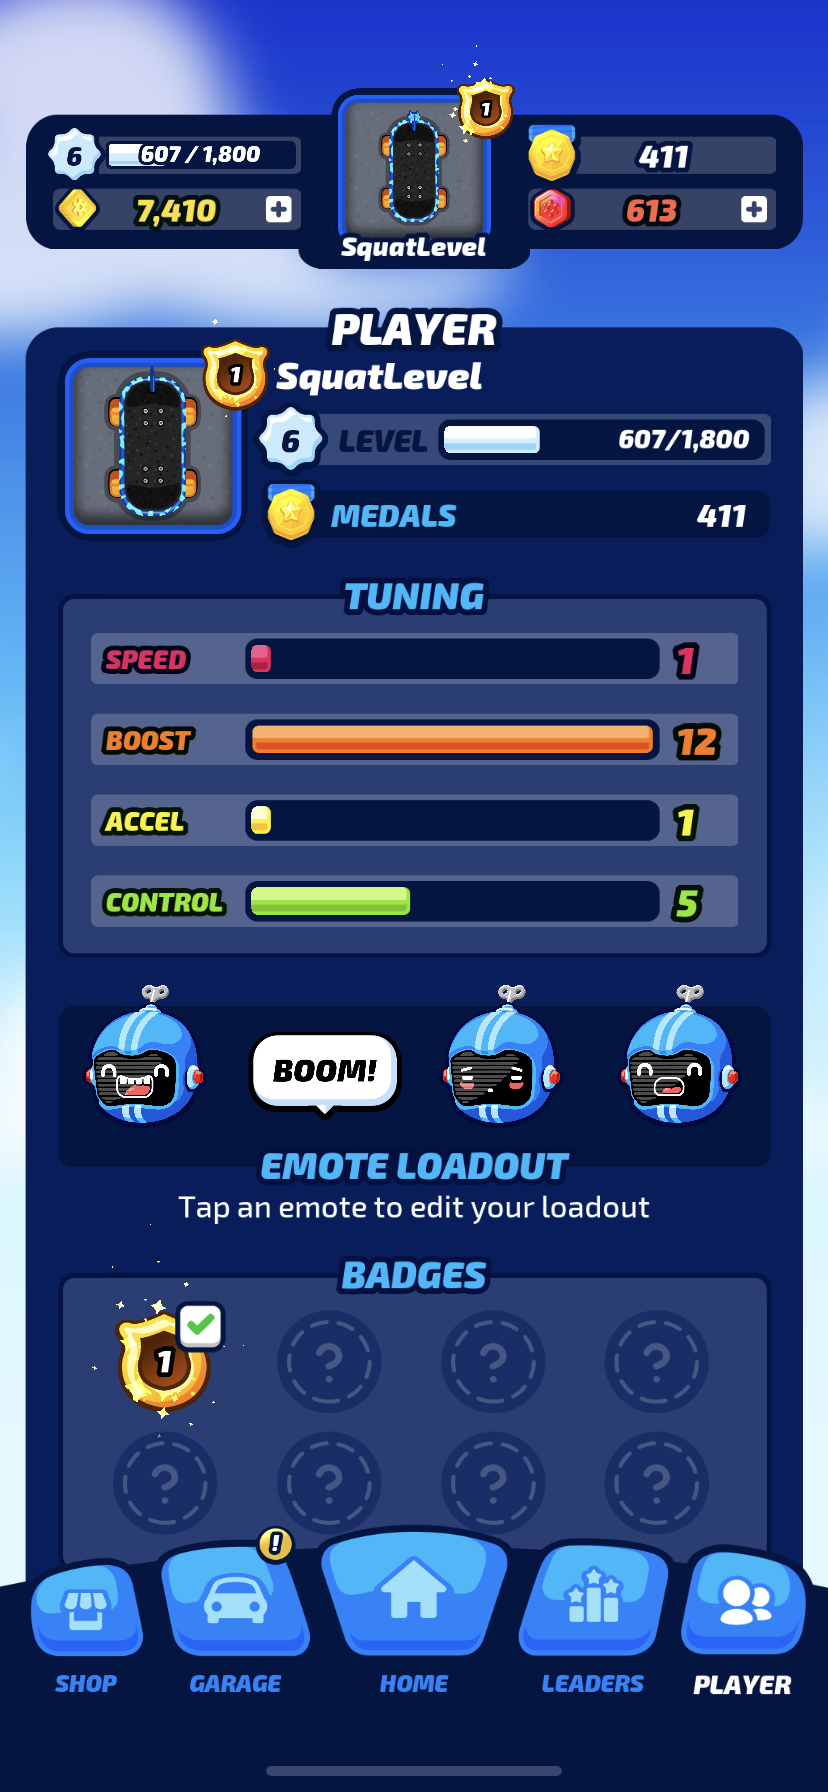 1
6
607 / 1,800
411
7,410
613
SquatLevel
PLAYER
1
SquatLevel
6 LEVEL 607/1,800
MEDALS 411
TUNING
SPEED 1
BOOST 12
ACCEL 1
CONTROL 5
BOOM!
EMOTE LOADOUT
Tap an emote to edit your loadout
BADGES
1
? ? ?
? ? ? ?
!
SHOP GARAGE HOME LEADERS PLAYER